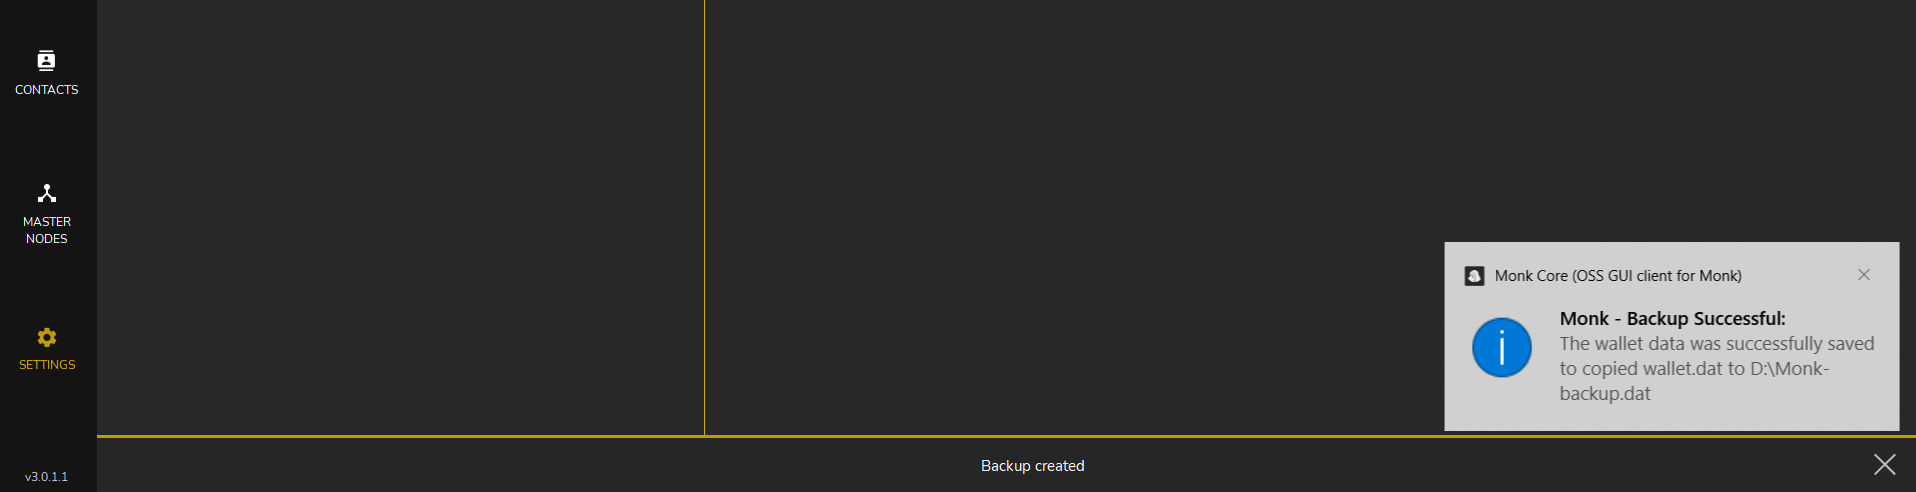 CONTACTS
MASTER
NODES
SETTINGS
v3.0.1.1
Monk Core (OSS GUI client for Monk)
Monk - Backup Successful:
The wallet data was successfully saved
to copied wallet.dat to D:\Monk-
backup.dat
Backup created